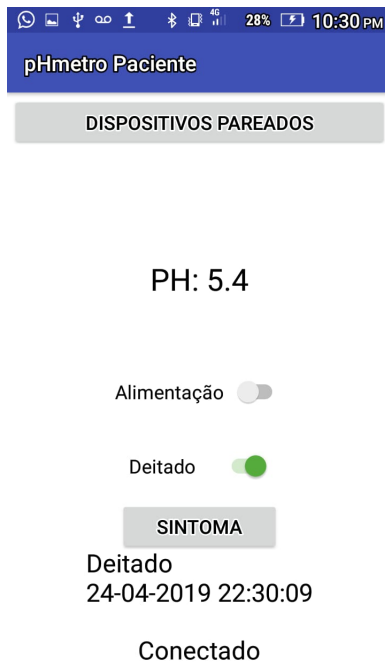 4G
28% 10:30 PM
pHmetro Paciente
DISPOSITIVOS PAREADOS
PH: 5.4
Alimentação
Deitado
SINTOMA
Deitado
24-04-2019 22:30:09
Conectado